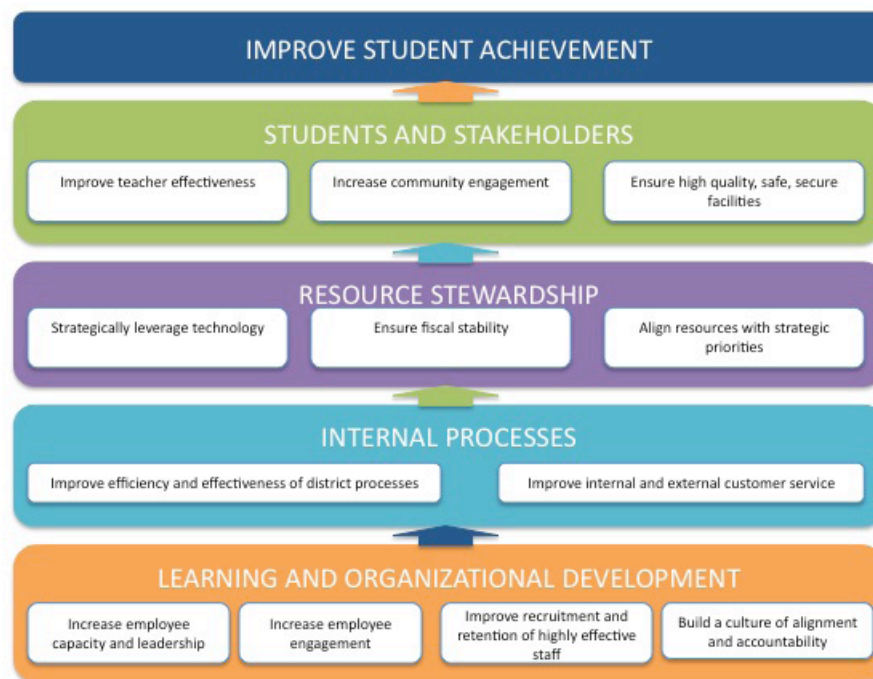 IMPROVE STUDENT ACHIEVEMENT
STUDENTS AND STAKEHOLDERS
Improve teacher effectiveness
Increase community engagement
Ensure high quality, safe, secure
facilities
RESOURCE STEWARDSHIP
Strategically leverage technology
Ensure fiscal stability
Align resources with strategic
priorities
INTERNAL PROCESSES
Improve efficiency and effectiveness of district processes
Improve internal and external customer service
LEARNING AND ORGANIZATIONAL DEVELOPMENT
Increase employee
capacity and leadership
Increase employee
engagement
Improve recruitment and
retention of highly effective
staff
Build a culture of alignment
and accountability